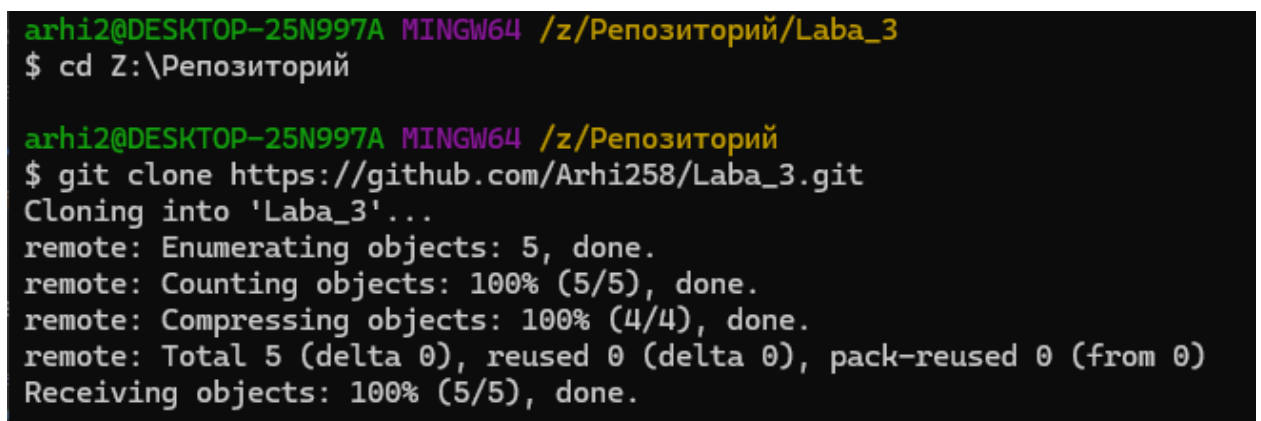 arhi2@DESKTOP-25N997A MINGW64 /z/Репозиторий/Laba_3
$ cd Z:\Репозиторий
arhi2@DESKTOP-25N997A MINGW64 /z/Репозиторий
$ git clone https://github.com/Arhi258/Laba_3.git
Cloning into 'Laba_3'...
remote: Enumerating objects: 5, done.
remote: Counting objects: 100% (5/5), done.
remote: Compressing objects: 100% (4/4), done.
remote: Total 5 (delta 0), reused 0 (delta 0), pack-reused 0 (from 0)
Receiving objects: 100% (5/5), done.